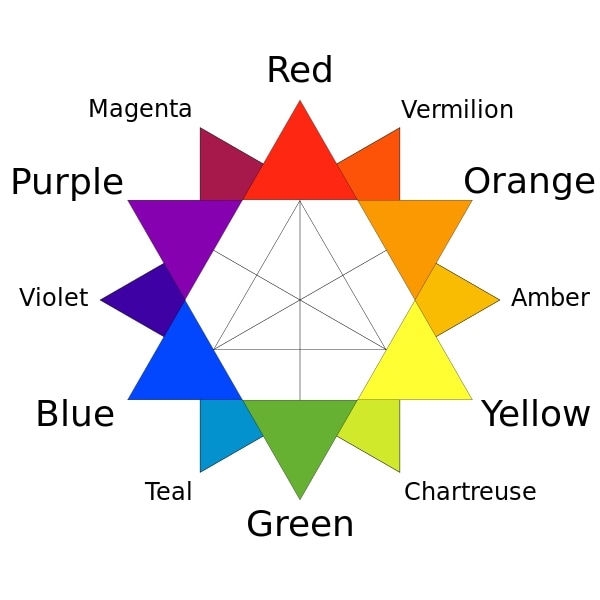 Red
Magenta
Vermilion
Purple
Orange
Violet
Amber
Blue
Yellow
Teal
Chartreuse
Green